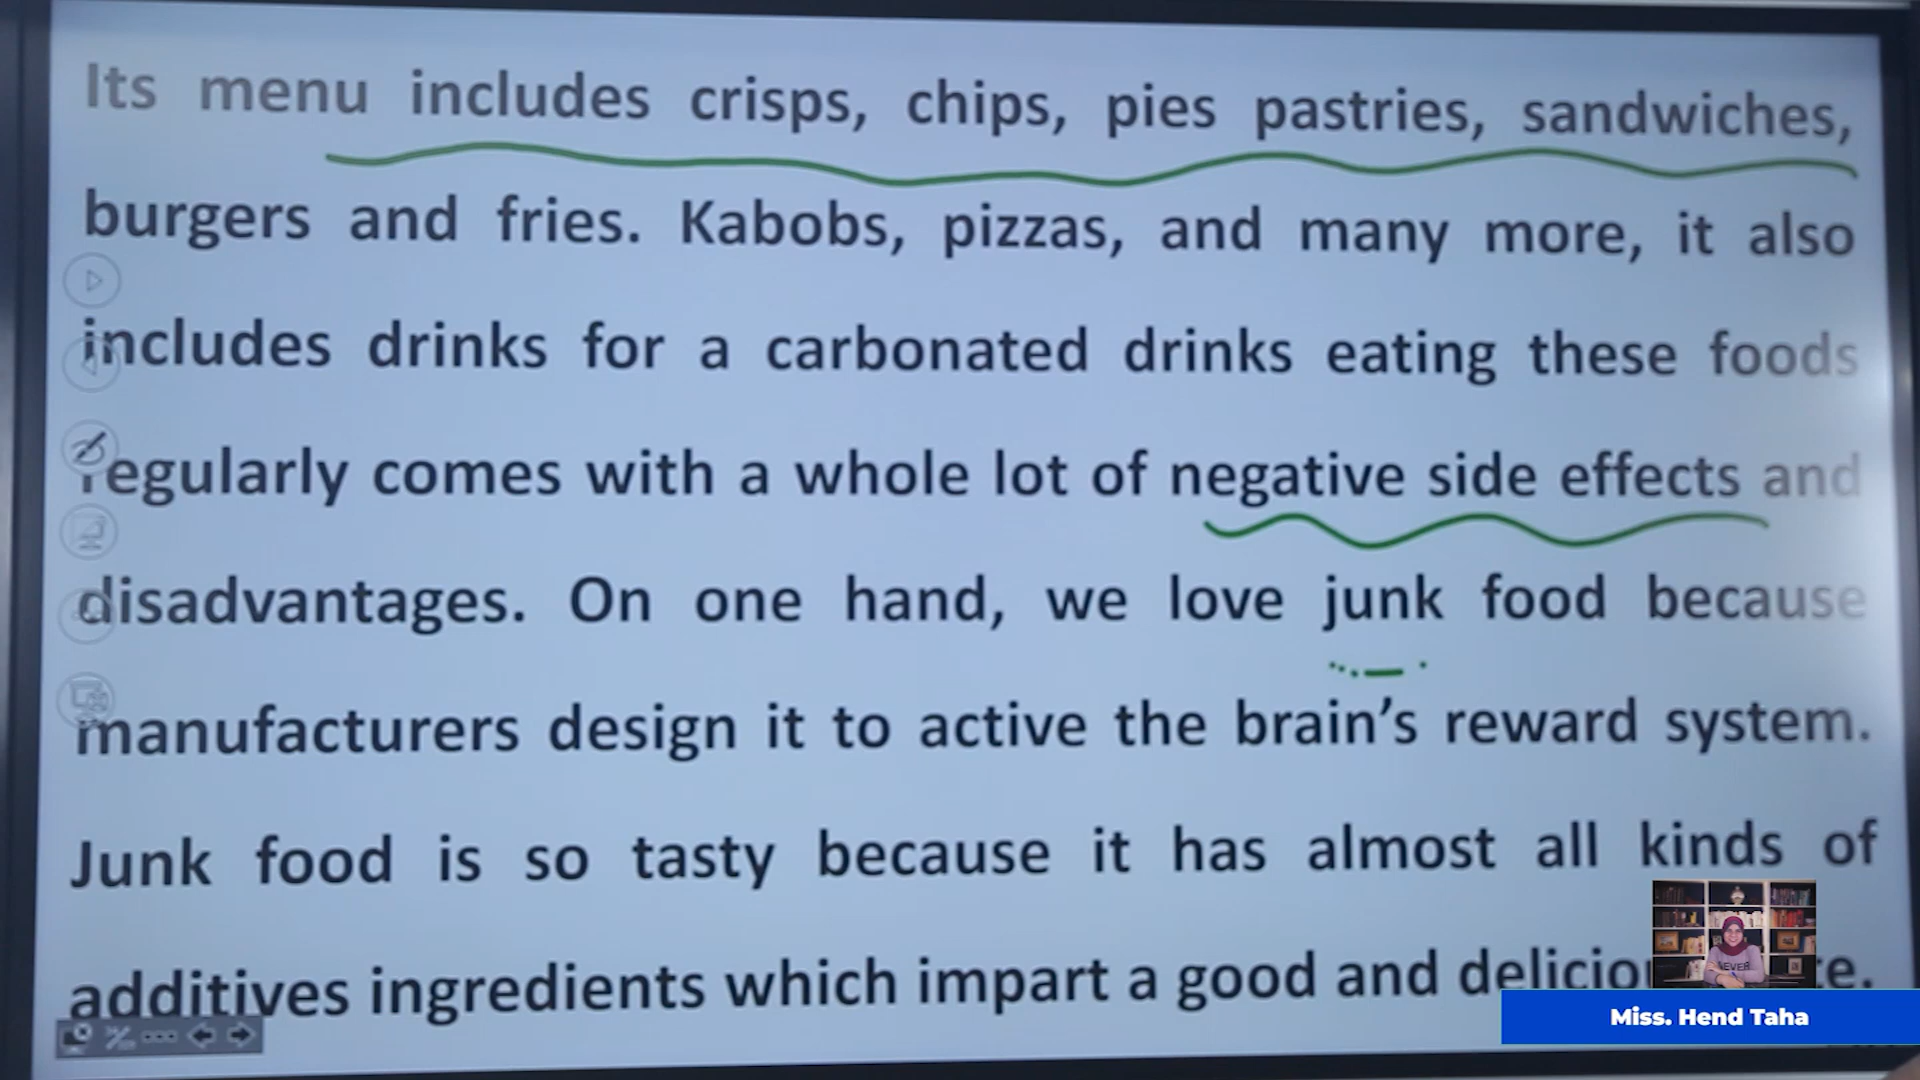 Its menu includes crisps, chips, pies pastries, sandwiches,
burgers and fries. Kabobs, pizzas, and many more, it also
includes drinks for a carbonated drinks eating these foods
regularly comes with a whole lot of negative side effects and
disadvantages. On one hand, we love junk food because
manufacturers design it to active the brain's reward system.
Junk food is so tasty because it has almost all kinds of
additives ingredients which impart a good and
Miss. Hend Taha